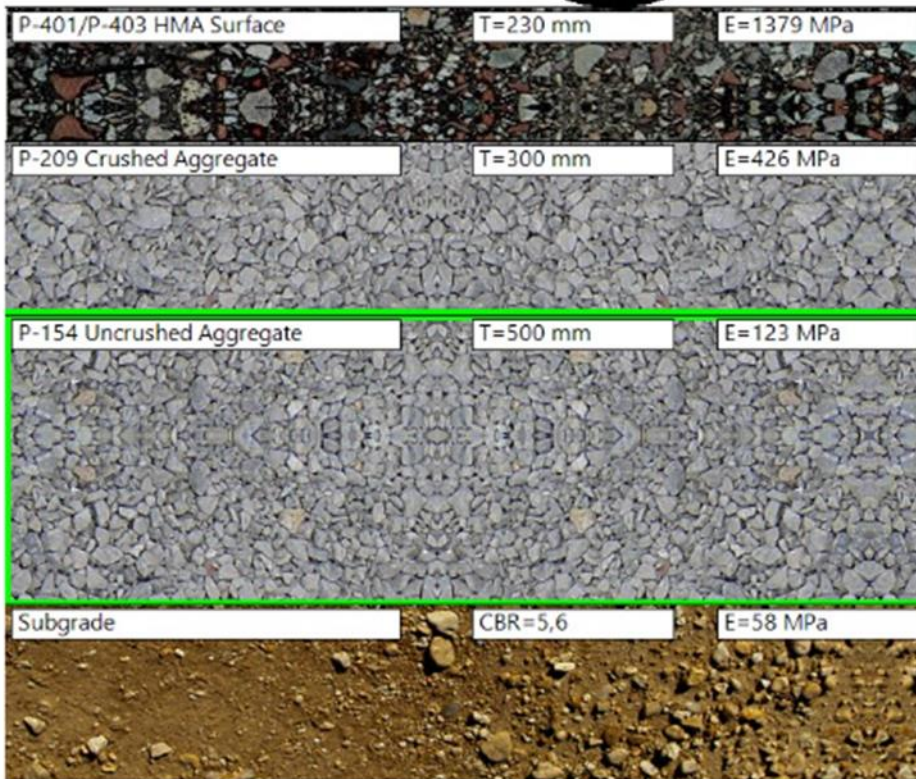 P-401/P-403 HMA Surface T=230 mm E=1379 MPa
P-209 Crushed Aggregate T=300 mm E=426 MPa
P-154 Uncrushed Aggregate T=500 mm E=123 MPa
Subgrade CBR=5,6 E=58 MPa